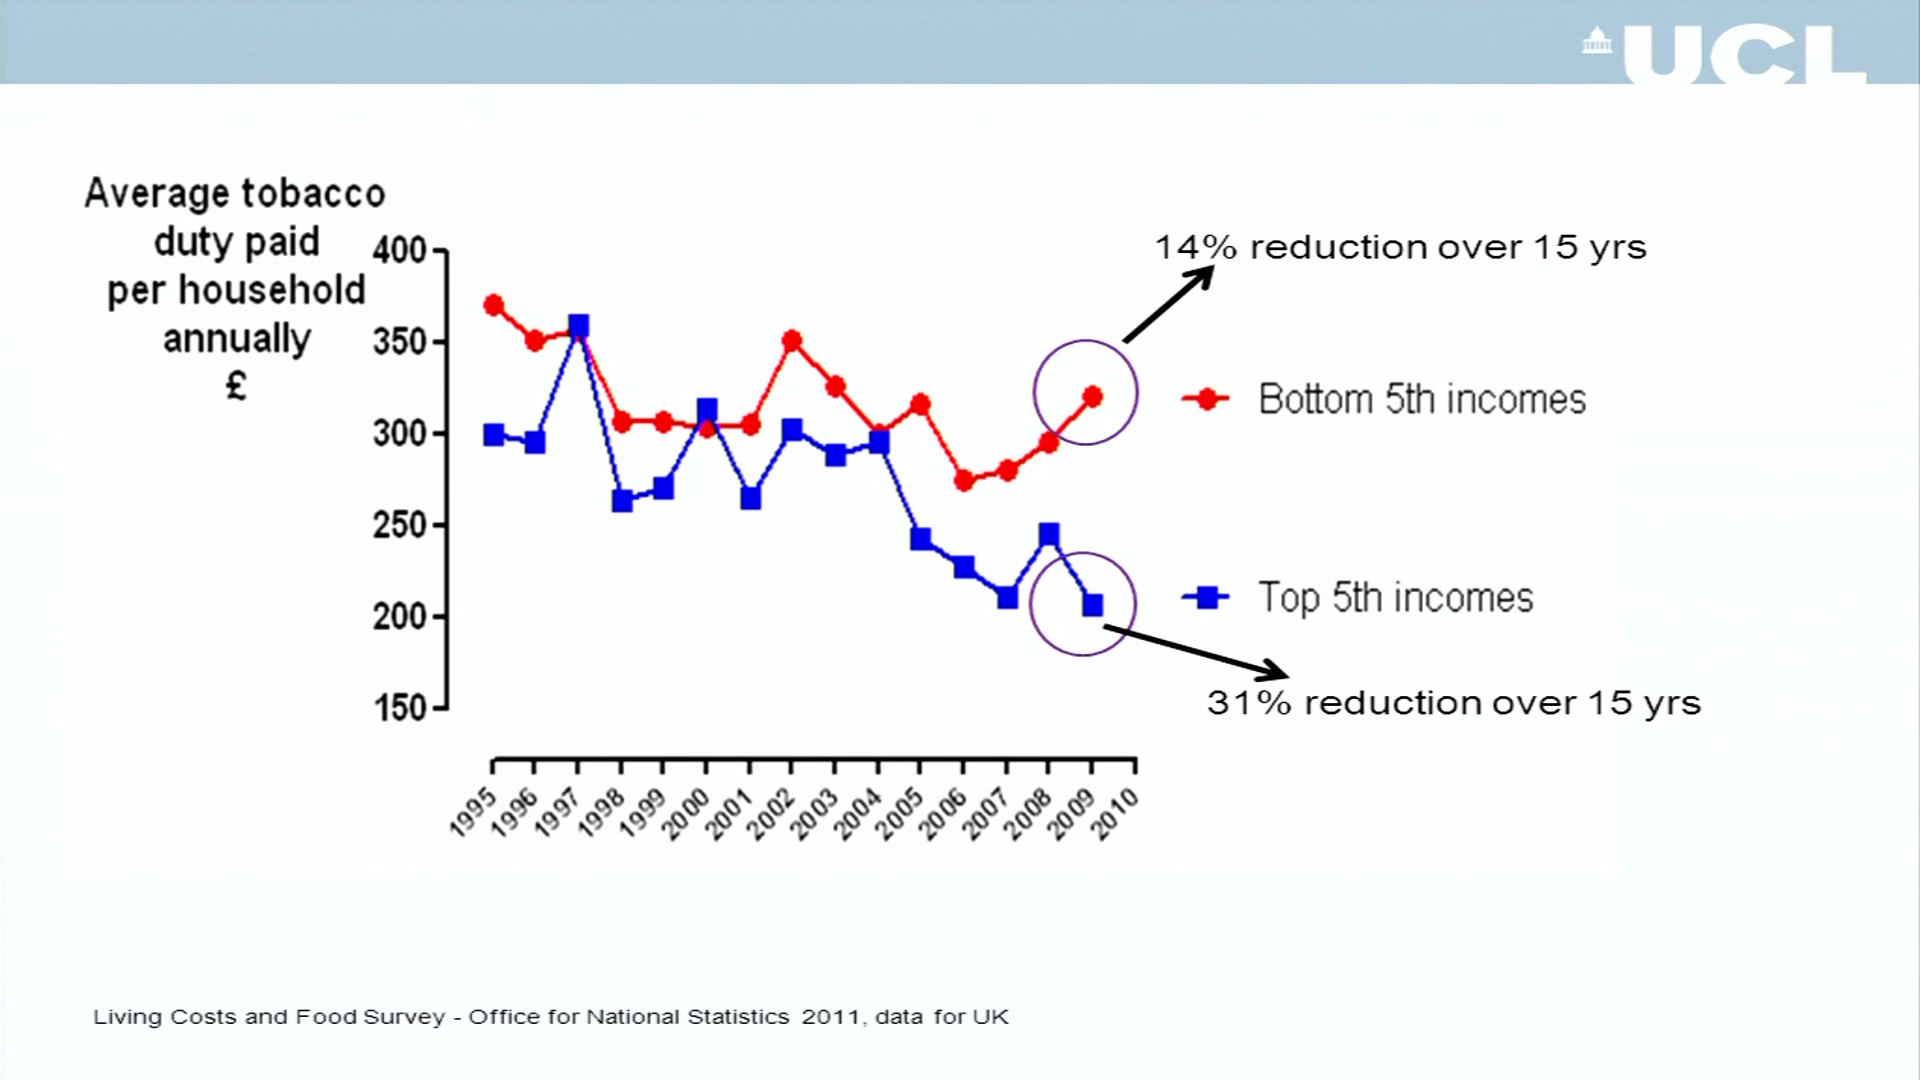 UCL
Average tobacco
duty paid
per household
annually
£
400
350
300
250
200
150
1995
1996
1997
1998
1999
2000
2001
2002
2003
2004
2005
2006
2007
2008
2009
2010
14% reduction over 15 yrs
Bottom 5th incomes
Top 5th incomes
31% reduction over 15 yrs
Living Costs and Food Survey - Office for National Statistics 2011, data for UK